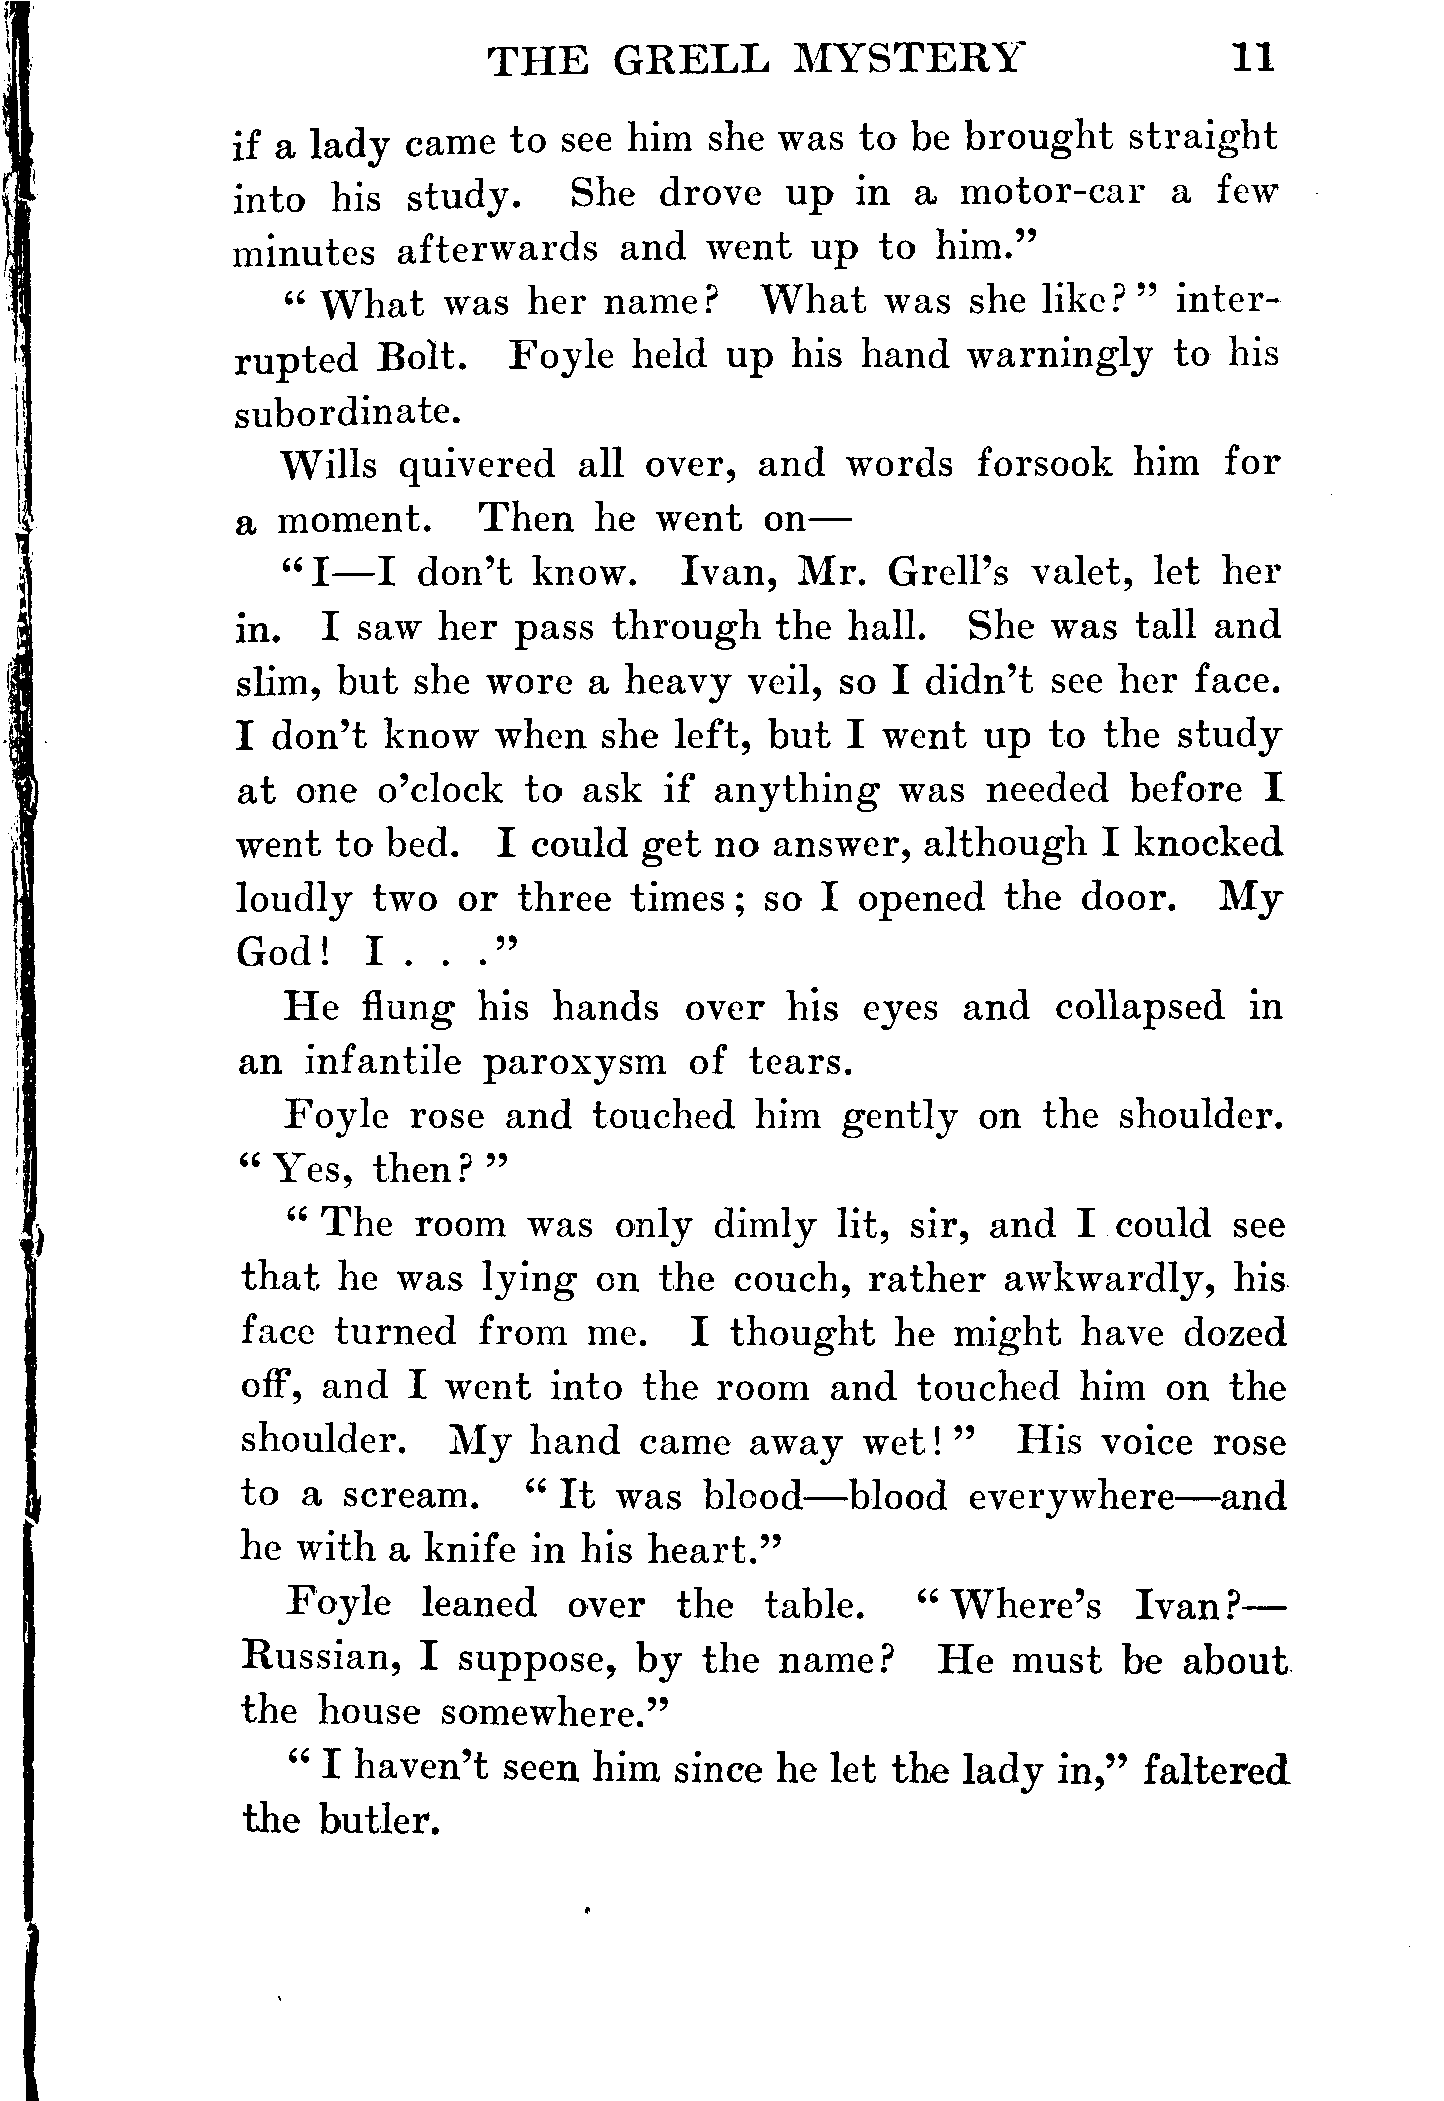 THE GRELL MYSTERY 11
if a lady came to see him she was to be brought straight
into his study. She drove up in a motor-car a few
minutes afterwards and went up to him.”
“What was her name? What was she like?” inter-
rupted Bolt. Foyle held up his hand warningly to his
subordinate.
Wills quivered all over, and words forsook him for
a moment. Then he went on—
“I—I don’t know. Ivan, Mr. Grell’s valet, let her
in. I saw her pass through the hall. She was tall and
slim, but she wore a heavy veil, so I didn’t see her face.
I don’t know when she left, but I went up to the study
at one o’clock to ask if anything was needed before I
went to bed. I could get no answer, although I knocked
loudly two or three times; so I opened the door. My
God! I . . .”
He flung his hands over his eyes and collapsed in
an infantile paroxysm of tears.
Foyle rose and touched him gently on the shoulder.
“Yes, then?”
“The room was only dimly lit, sir, and I could see
that he was lying on the couch, rather awkwardly, his
face turned from me. I thought he might have dozed
off, and I went into the room and touched him on the
shoulder. My hand came away wet!” His voice rose
to a scream. “It was blood—blood everywhere—and
he with a knife in his heart.”
Foyle leaned over the table. “Where’s Ivan?—
Russian, I suppose, by the name? He must be about
the house somewhere.”
“I haven’t seen him since he let the lady in,” faltered
the butler.